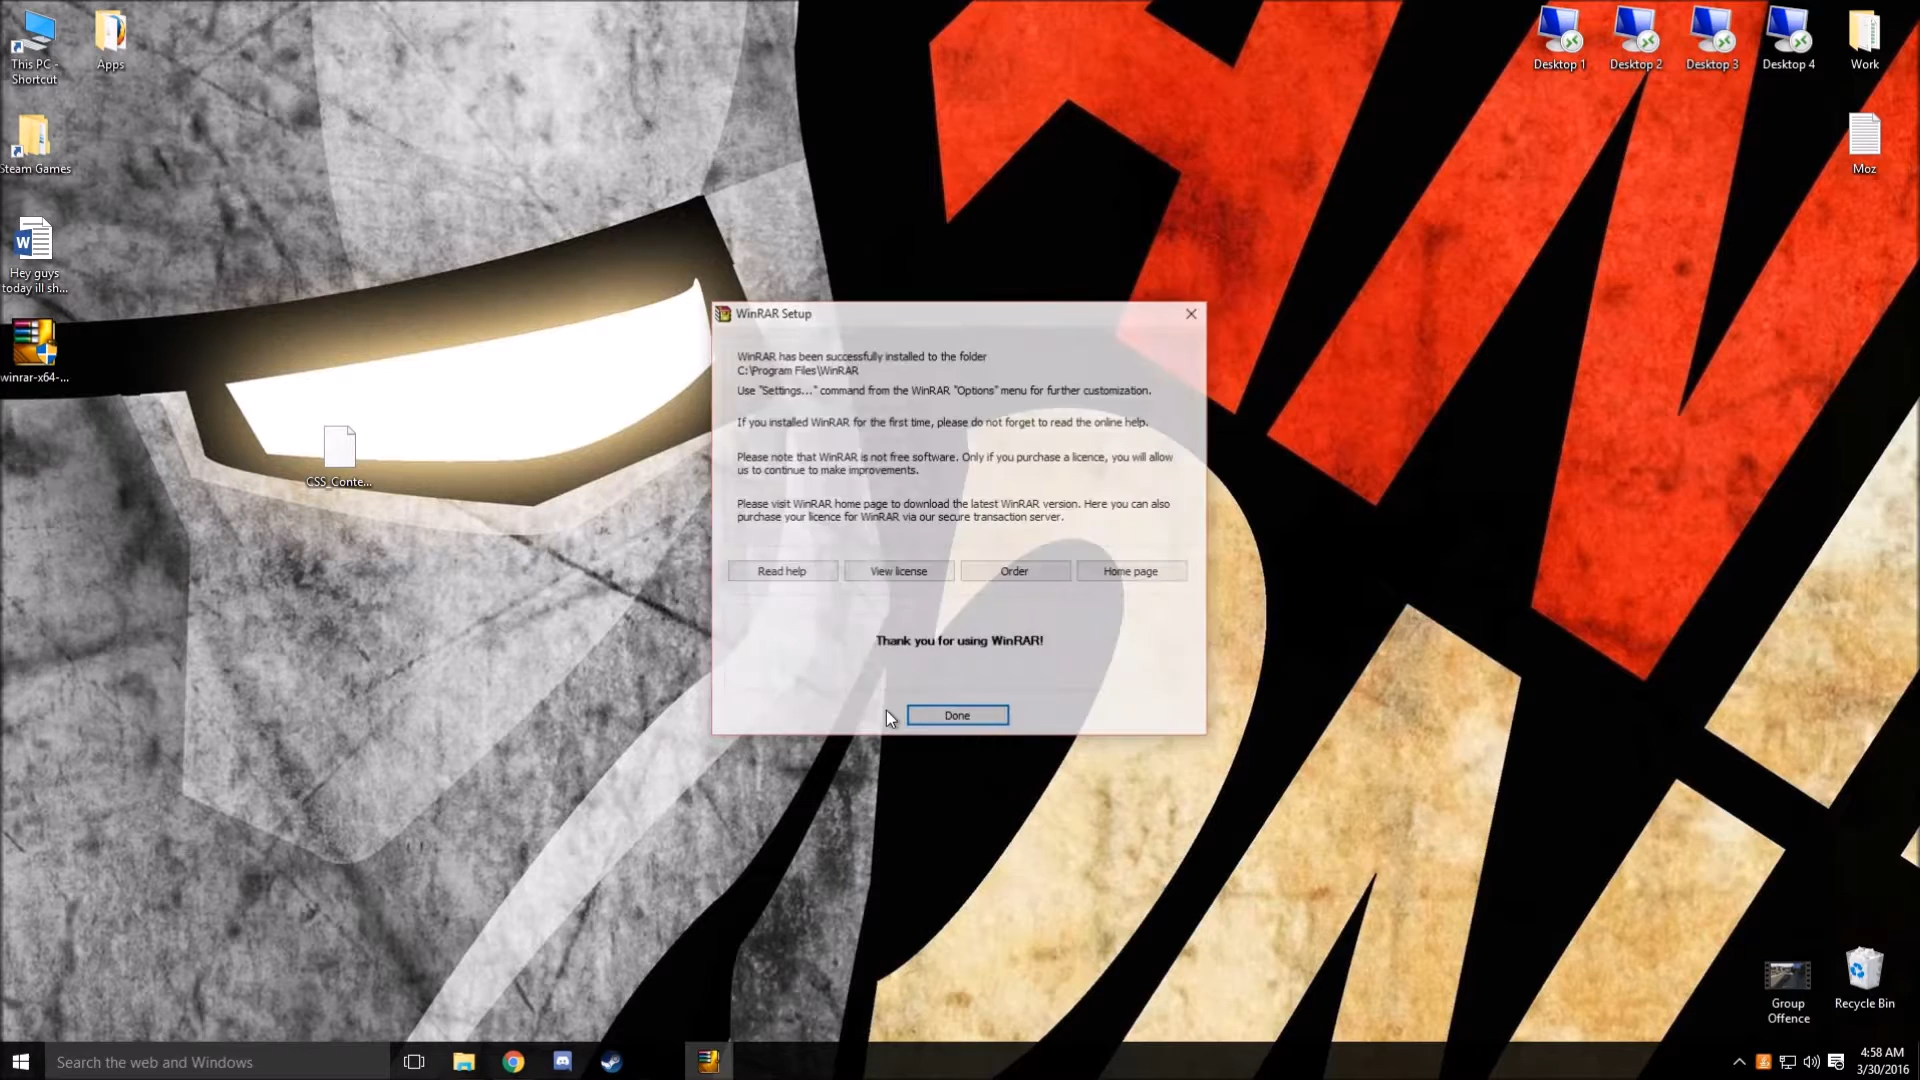 This PC -
Shortcut
Apps
Desktop 1
Desktop 2
Desktop 3
Desktop 4
Work
Steam Games
Moz
Hey guys
today ill sh...
winrar-x64-...
CSS_Conte...
WinRAR Setup
WinRAR has been successfully installed to the folder
C:\Program Files\WinRAR
Use "Settings..." command from the WinRAR "Options" menu for further customization.
If you installed WinRAR for the first time, please do not forget to read the online help.
Please note that WinRAR is not free software. Only if you purchase a licence, you will allow
us to continue to make improvements.
Please visit WinRAR home page to download the latest WinRAR version. Here you can also
purchase your licence for WinRAR via our secure transaction server.
Read help
View license
Order
Home page
Thank you for using WinRAR!
Done
Group
Offence
Recycle Bin
Search the web and Windows
4:58 AM
3/30/2016